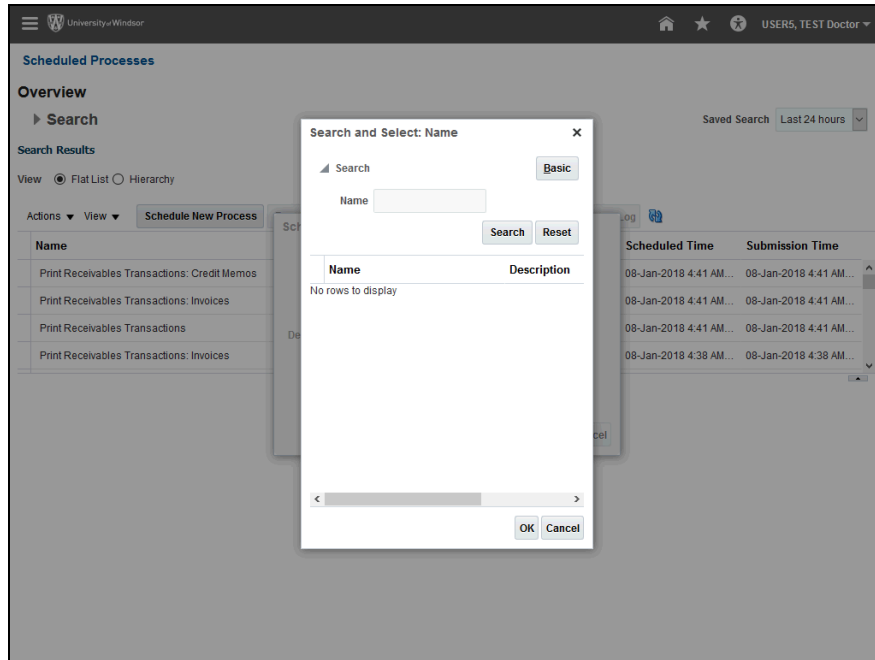 University of Windsor
USER5, TEST Doctor
Scheduled Processes
Overview
Search
Saved Search Last 24 hours
Search Results
View Flat List Hierarchy
Actions View Schedule New Process
og
Name Scheduled Time Submission Time
Print Receivables Transactions: Credit Memos 08-Jan-2018 4:41 AM... 08-Jan-2018 4:41 AM...
Print Receivables Transactions: Invoices 08-Jan-2018 4:41 AM... 08-Jan-2018 4:41 AM...
Print Receivables Transactions 08-Jan-2018 4:41 AM... 08-Jan-2018 4:41 AM...
Print Receivables Transactions: Invoices 08-Jan-2018 4:38 AM... 08-Jan-2018 4:38 AM...
Sch
De
cel
Search and Select: Name
Search Basic
Name
Search Reset
Name Description
No rows to display
OK Cancel